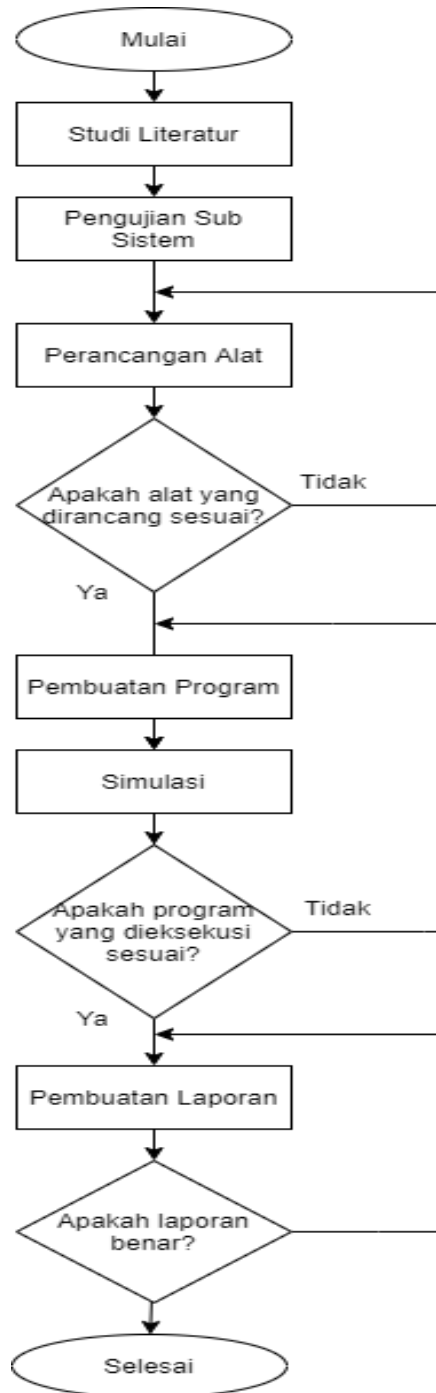 Mulai
Studi Literatur
Pengujian Sub
Sistem
Perancangan Alat
Apakah alat yang
dirancang sesuai?
Tidak
Ya
Pembuatan Program
Simulasi
Apakah program
yang dieksekusi
sesuai?
Tidak
Ya
Pembuatan Laporan
Apakah laporan
benar?
Selesai